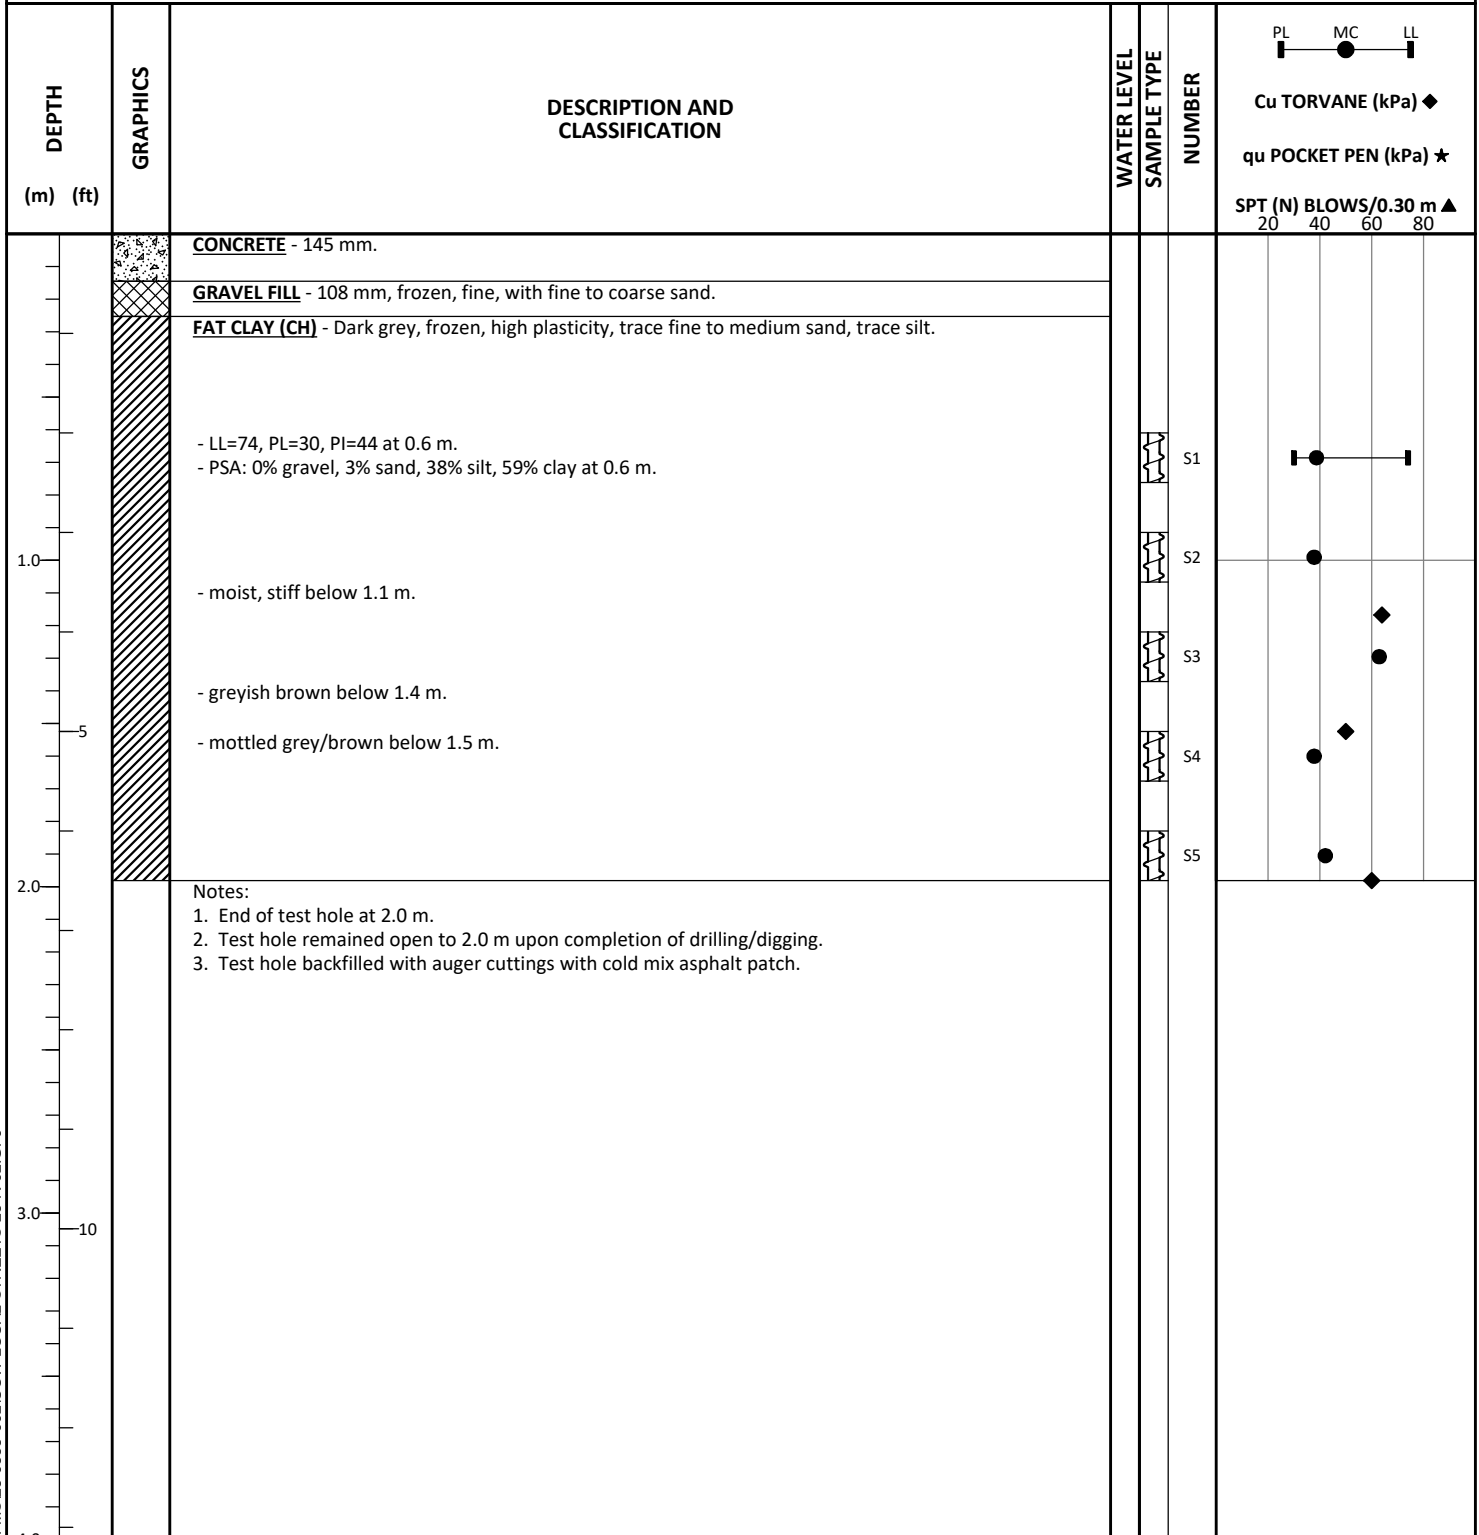 PL MC LL
DEPTH
GRAPHICS
DESCRIPTION AND
CLASSIFICATION
WATER LEVEL
SAMPLE TYPE
NUMBER
Cu TORVANE (kPa) ◆
qu POCKET PEN (kPa) ★
(m) (ft)
SPT (N) BLOWS/0.30 m ▲
20 40 60 80
CONCRETE - 145 mm.
GRAVEL FILL - 108 mm, frozen, fine, with fine to coarse sand.
FAT CLAY (CH) - Dark grey, frozen, high plasticity, trace fine to medium sand, trace silt.
- LL=74, PL=30, PI=44 at 0.6 m.
S1
- PSA: 0% gravel, 3% sand, 38% silt, 59% clay at 0.6 m.
S2
1.0
- moist, stiff below 1.1 m.
S3
- greyish brown below 1.4 m.
5
- mottled grey/brown below 1.5 m.
S4
S5
2.0
Notes:
1. End of test hole at 2.0 m.
2. Test hole remained open to 2.0 m upon completion of drilling/digging.
3. Test hole backfilled with auger cuttings with cold mix asphalt patch.
3.0
10